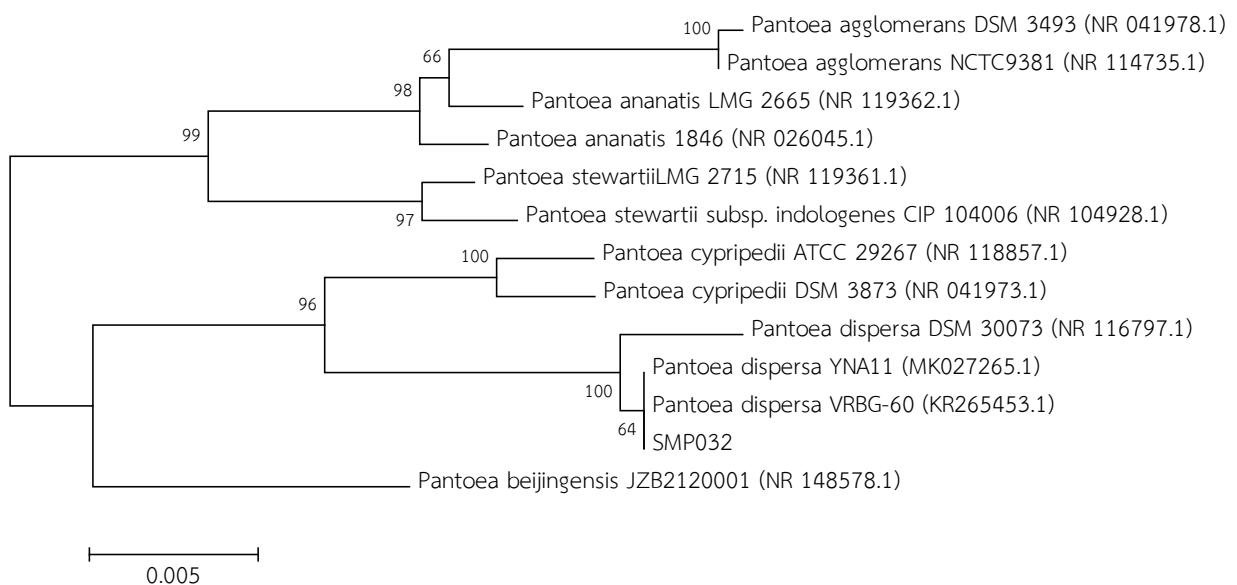 100
Pantoea agglomerans DSM 3493 (NR 041978.1)
66
Pantoea agglomerans NCTC9381 (NR 114735.1)
98
Pantoea ananatis LMG 2665 (NR 119362.1)
99
Pantoea ananatis 1846 (NR 026045.1)
Pantoea stewartiiLMG 2715 (NR 119361.1)
97
Pantoea stewartii subsp. indologenes CIP 104006 (NR 104928.1)
100
Pantoea cypripedii ATCC 29267 (NR 118857.1)
96
Pantoea cypripedii DSM 3873 (NR 041973.1)
Pantoea dispersa DSM 30073 (NR 116797.1)
Pantoea dispersa YNA11 (MK027265.1)
100
Pantoea dispersa VRBG-60 (KR265453.1)
64
SMP032
Pantoea beijingensis JZB2120001 (NR 148578.1)
0.005